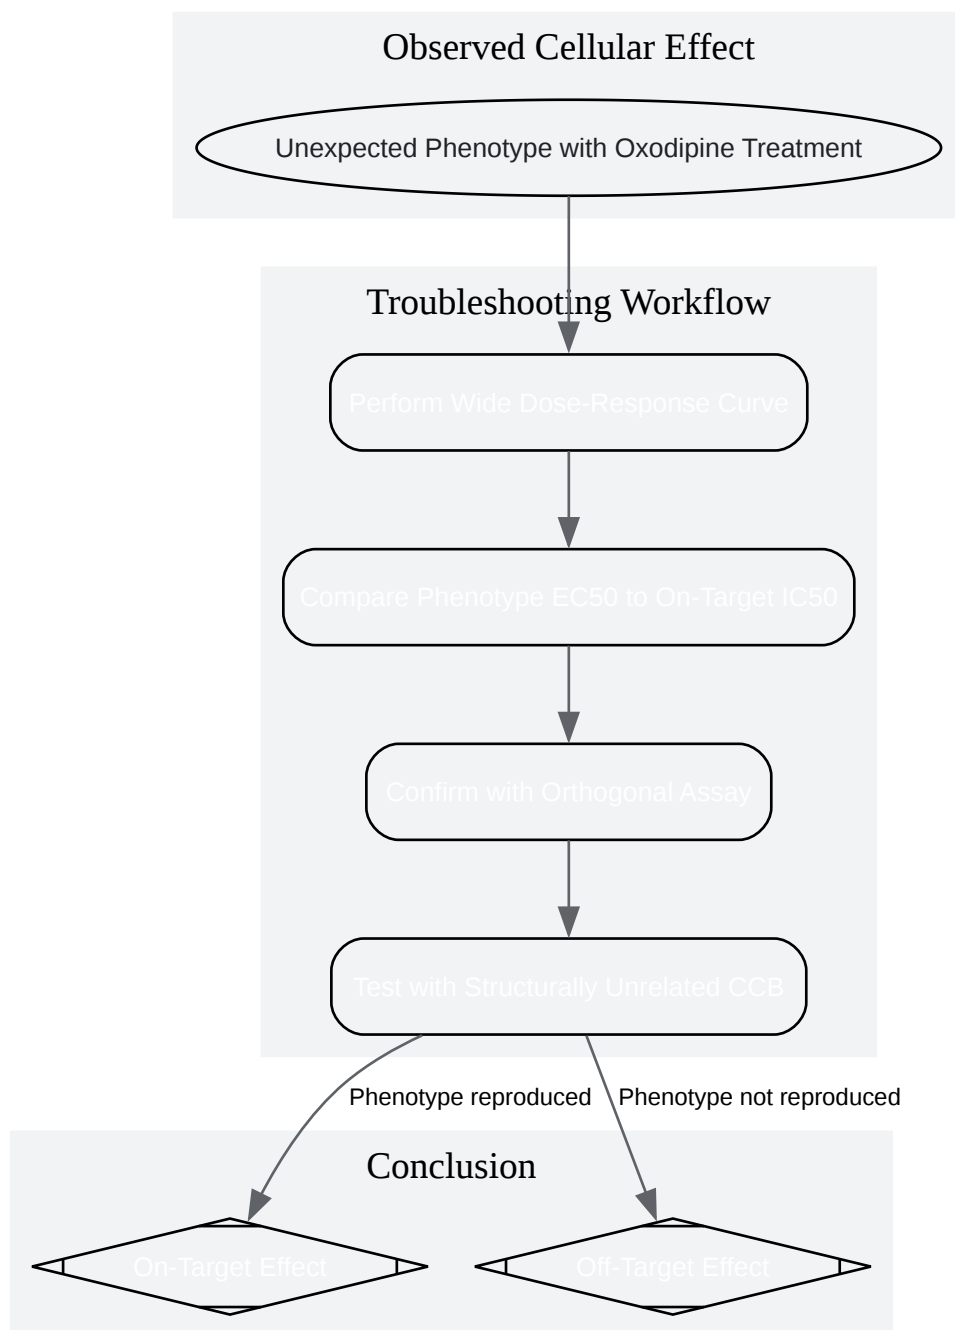 Observed Cellular Effect
Unexpected Phenotype with Oxodipine Treatment
Troubleshooting Workflow
Perform Wide Dose-Response Curve
Compare Phenotype EC50 to On-Target IC50
Confirm with Orthogonal Assay
Test with Structurally Unrelated CCB
Phenotype reproduced
Phenotype not reproduced
Conclusion
On-Target Effect
Off-Target Effect